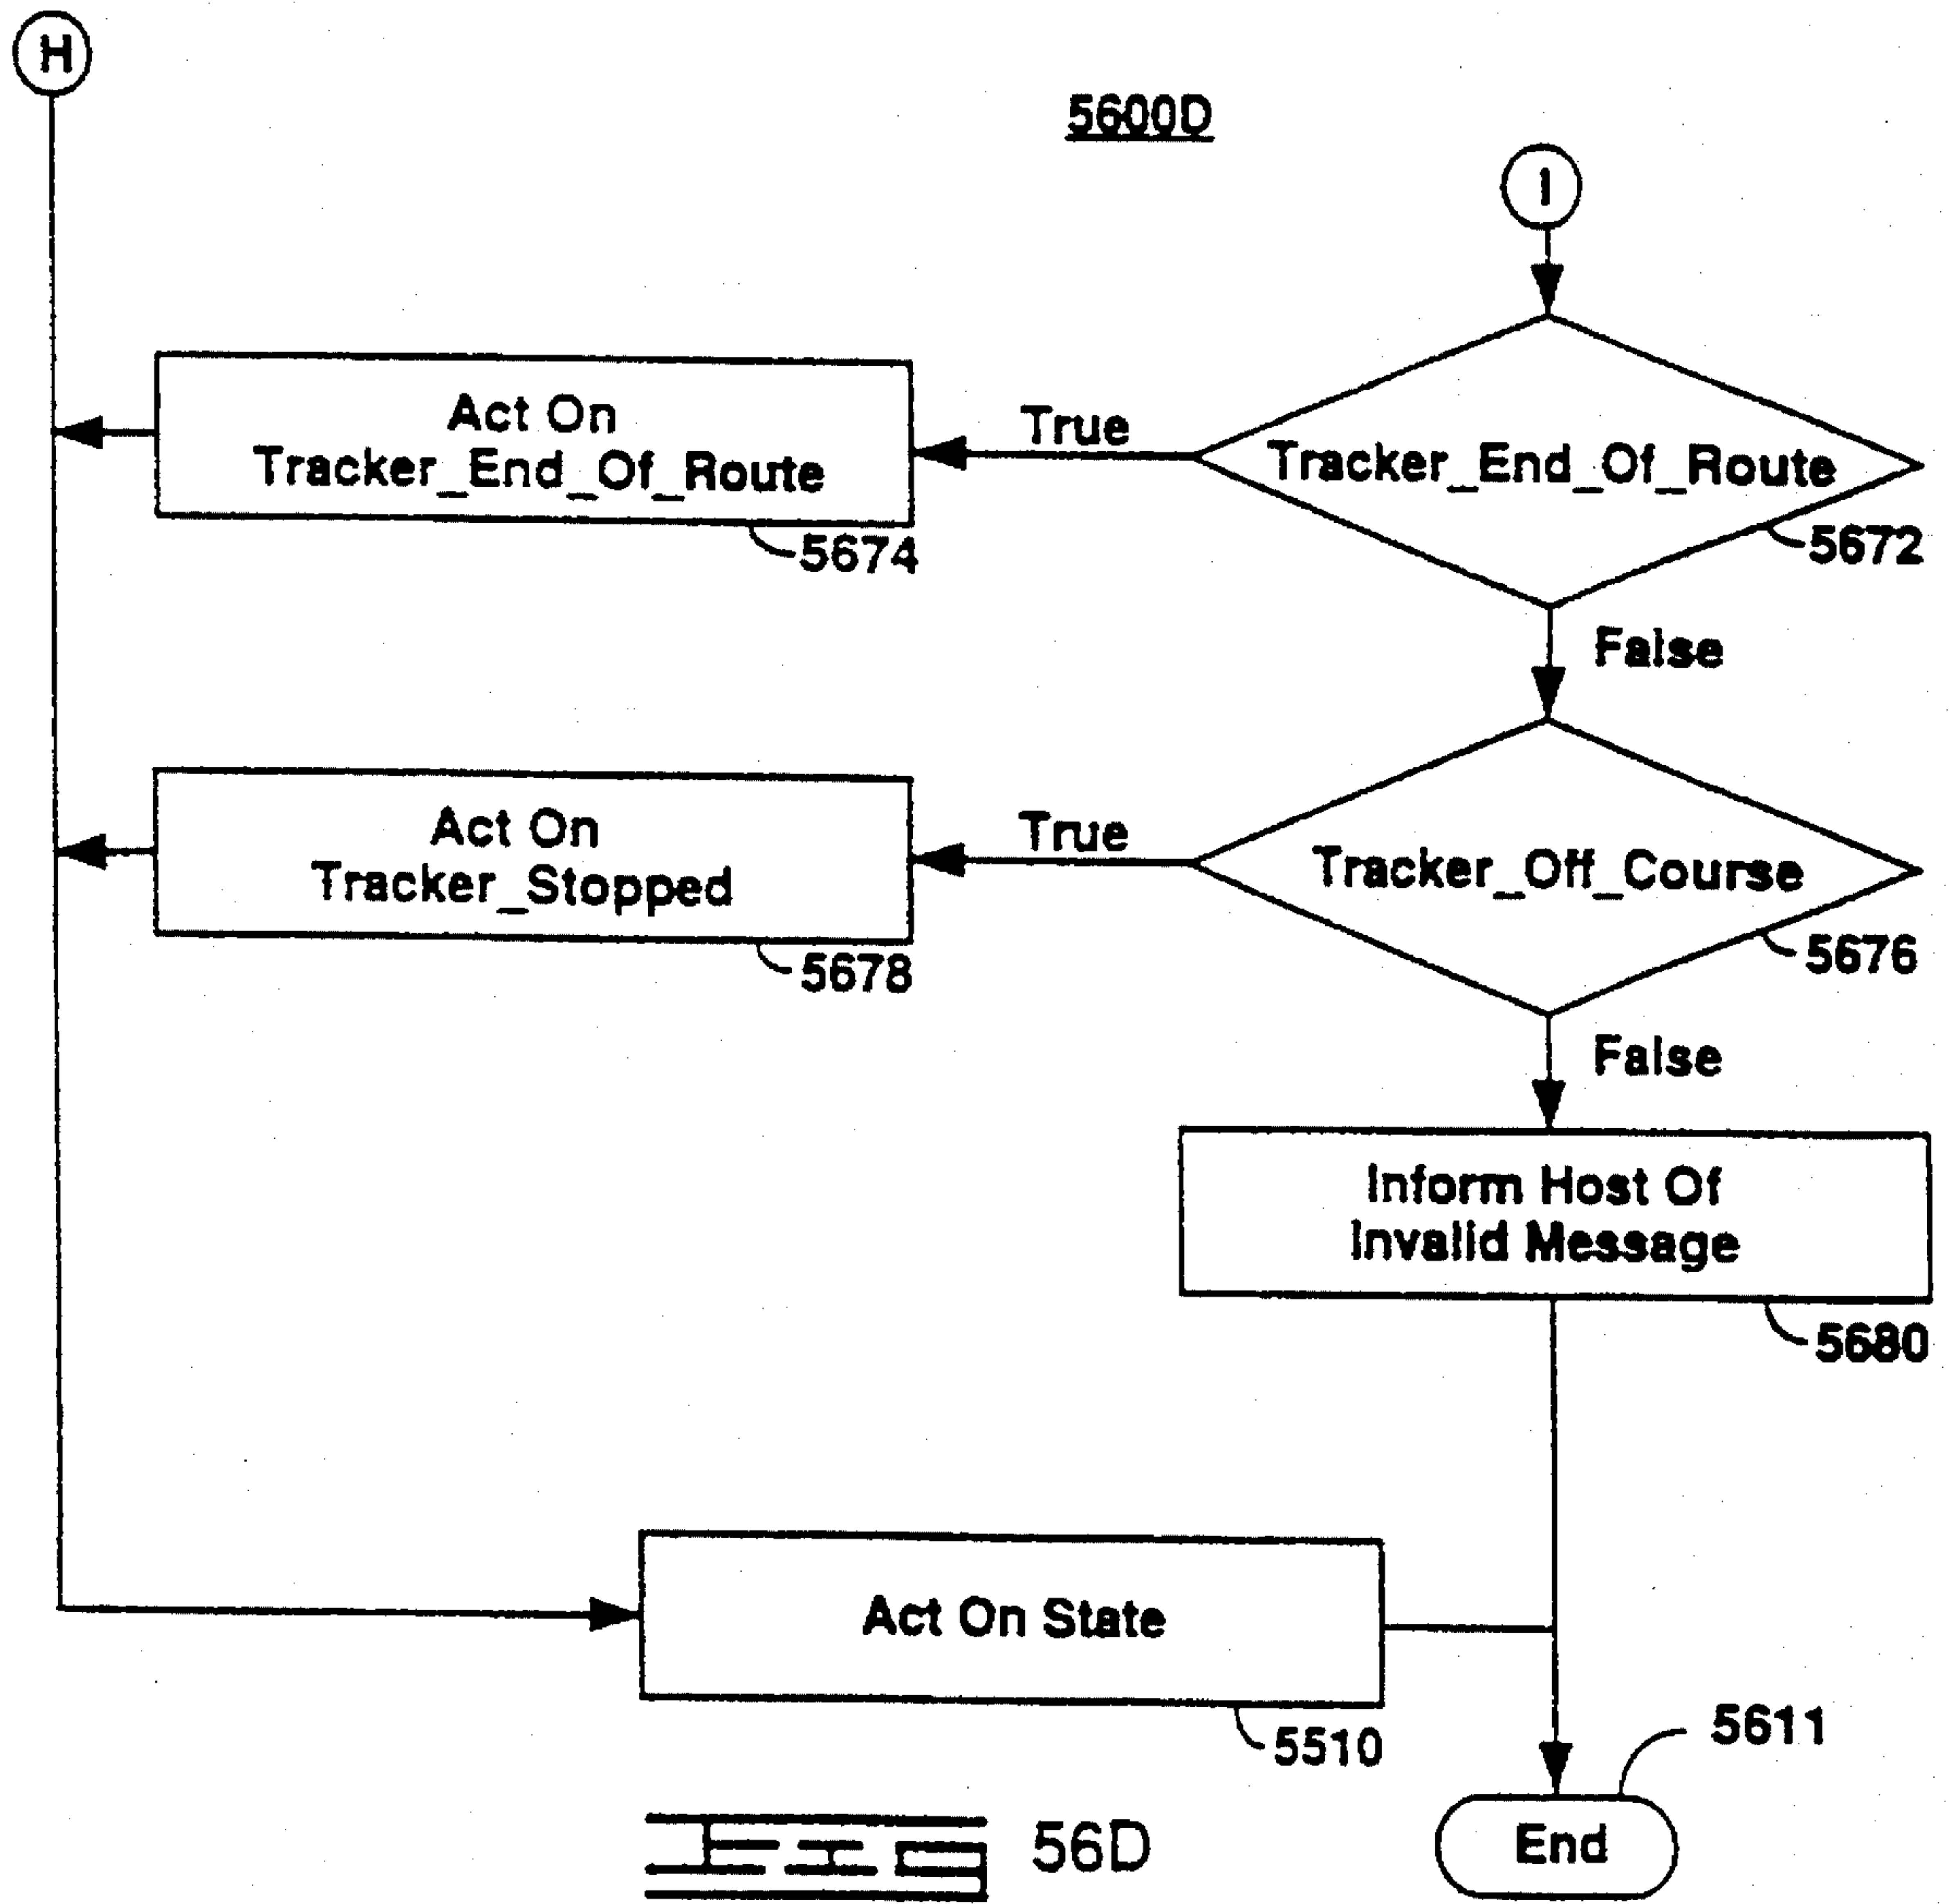 H
5600D
I
Act On
Tracker_End_Of_Route
True
Tracker_End_Of_Route
5674
5672
False
Act On
Tracker_Stopped
True
Tracker_Off_Course
5678
5676
False
Inform Host Of
Invalid Message
5680
Act On State
5510
5611
End
FIG 56D